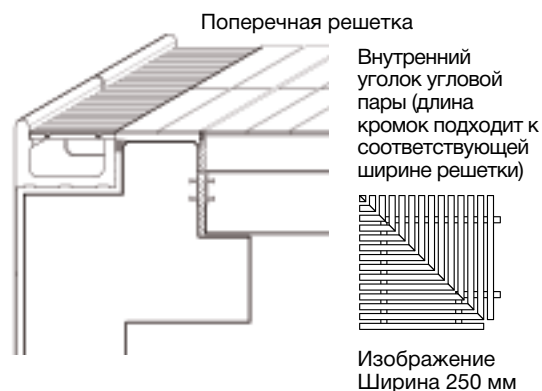 Поперечная решетка
Внутренний
уголок угловой
пары (длина
кромок подходит к
соответствующей
ширине решетки)
Изображение
Ширина 250 мм